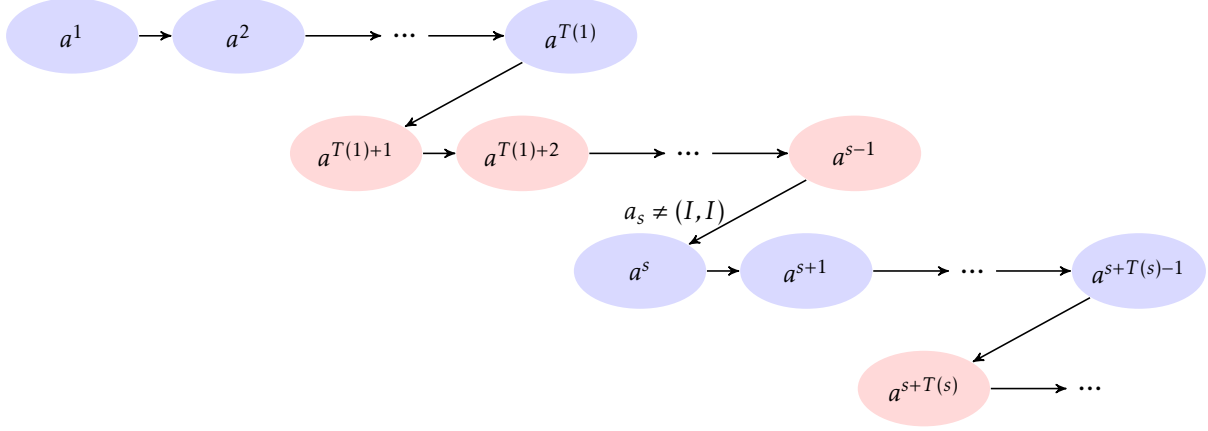 a^1 a^2 ... a^{T(1)}
a^{T(1)+1} a^{T(1)+2} ... a^{s−1}
a_s ≠ (I, I)
a^s a^{s+1} ... a^{s+T(s)−1}
a^{s+T(s)} ...